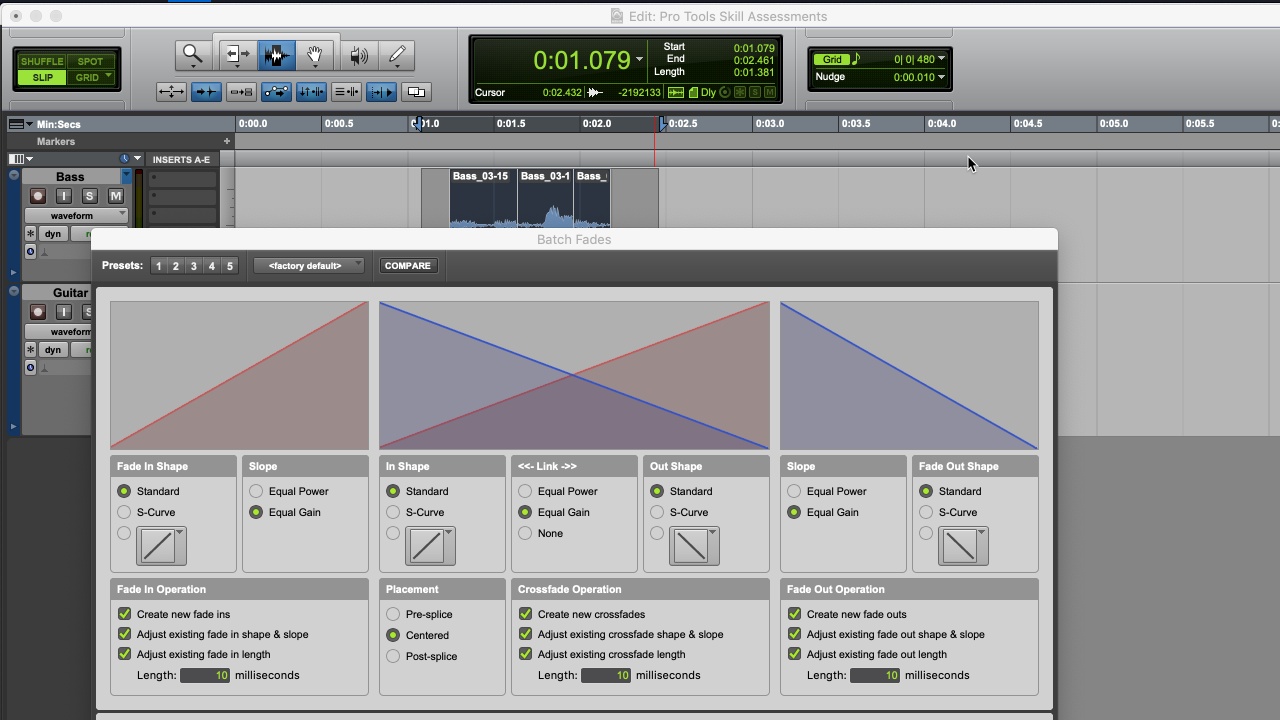 Edit: Pro Tools Skill Assessments
SHUFFLE SPOT
SLIP GRID
0:01.079
Start 0:01.079
End 0:02.461
Length 0:01.381
Cursor 0:02.432 -2192133 Dly S M
Grid 0| 0| 480
Nudge 0:00.010
Min:Secs 0:00.0 0:00.5 0:01.0 0:01.5 0:02.0 0:02.5 0:03.0 0:03.5 0:04.0 0:04.5 0:05.0 0:05.5
Markers +
INSERTS A-E
Bass
I S M
waveform
dyn
Bass_03-15 Bass_03-1 Bass_
Guitar
I S
wavefor
dyn
Batch Fades
Presets: 1 2 3 4 5 <factory default> COMPARE
Fade In Shape Slope In Shape <<- Link ->> Out Shape Slope Fade Out Shape
Standard Equal Power Standard Equal Power Standard Equal Power Standard
S-Curve Equal Gain S-Curve Equal Gain S-Curve Equal Gain S-Curve
None
Fade In Operation Placement Crossfade Operation Fade Out Operation
Create new fade ins Pre-splice Create new crossfades Create new fade outs
Adjust existing fade in shape & slope Centered Adjust existing crossfade shape & slope Adjust existing fade out shape & slope
Adjust existing fade in length Post-splice Adjust existing crossfade length Adjust existing fade out length
Length: 10 milliseconds Length: 10 milliseconds Length: 10 milliseconds